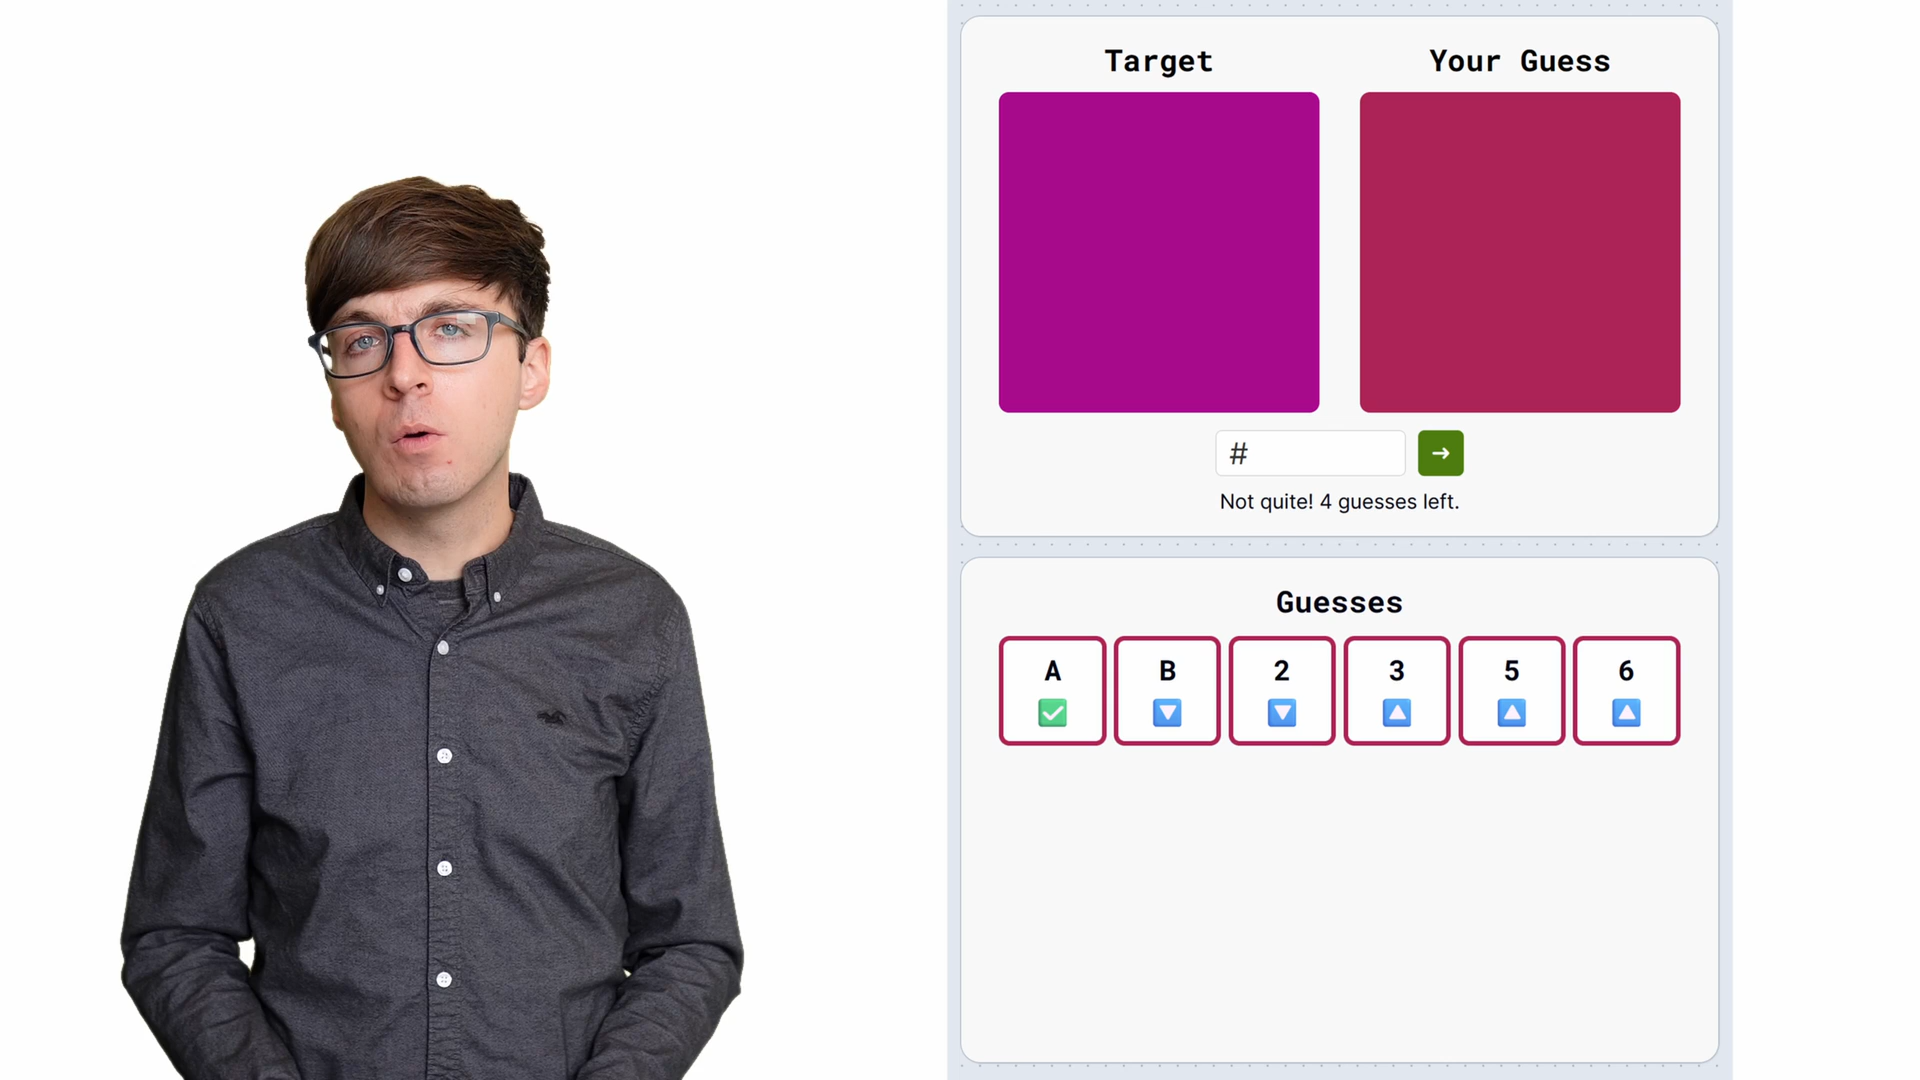 Target
Your Guess
#
→
Not quite! 4 guesses left.
Guesses
A B 2 3 5 6
✅ 🔽 🔽 🔼 🔼 🔼